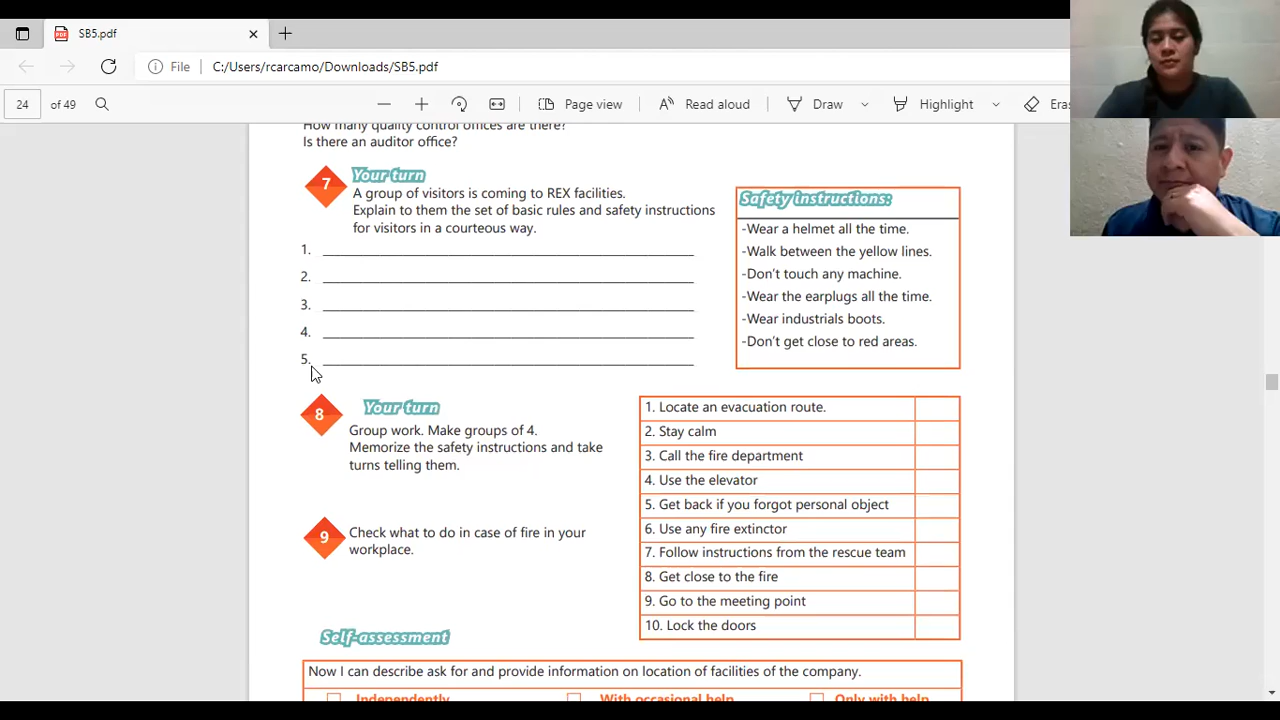 SB5.pdf
File
C:/Users/rcarcamo/Downloads/SB5.pdf
24 of 49
Page view
Read aloud
Draw
Highlight
Eras
How many quality control offices are there?
Is there an auditor office?
7
Your turn
A group of visitors is coming to REX facilities.
Explain to them the set of basic rules and safety instructions
for visitors in a courteous way.
1.
2.
3.
4.
5.
Safety instructions:
-Wear a helmet all the time.
-Walk between the yellow lines.
-Don't touch any machine.
-Wear the earplugs all the time.
-Wear industrials boots.
-Don't get close to red areas.
8
Your turn
Group work. Make groups of 4.
Memorize the safety instructions and take
turns telling them.
9
Check what to do in case of fire in your
workplace.
1. Locate an evacuation route.
2. Stay calm
3. Call the fire department
4. Use the elevator
5. Get back if you forgot personal object
6. Use any fire extinctor
7. Follow instructions from the rescue team
8. Get close to the fire
9. Go to the meeting point
10. Lock the doors
Self-assessment
Now I can describe ask for and provide information on location of facilities of the company.
Independently
With occasional help
Only with help